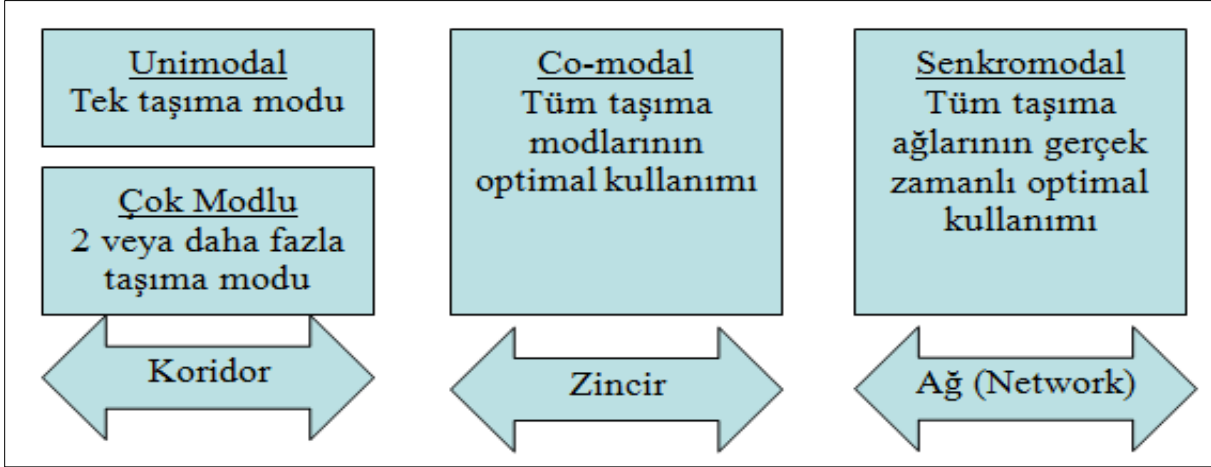 Unimodal
Tek taşıma modu
Çok Modlu
2 veya daha fazla
taşıma modu
Koridor
Co-modal
Tüm taşıma
modlarının
optimal kullanımı
Zincir
Senkromodal
Tüm taşıma
ağlarının gerçek
zamanlı optimal
kullanımı
Ağ (Network)